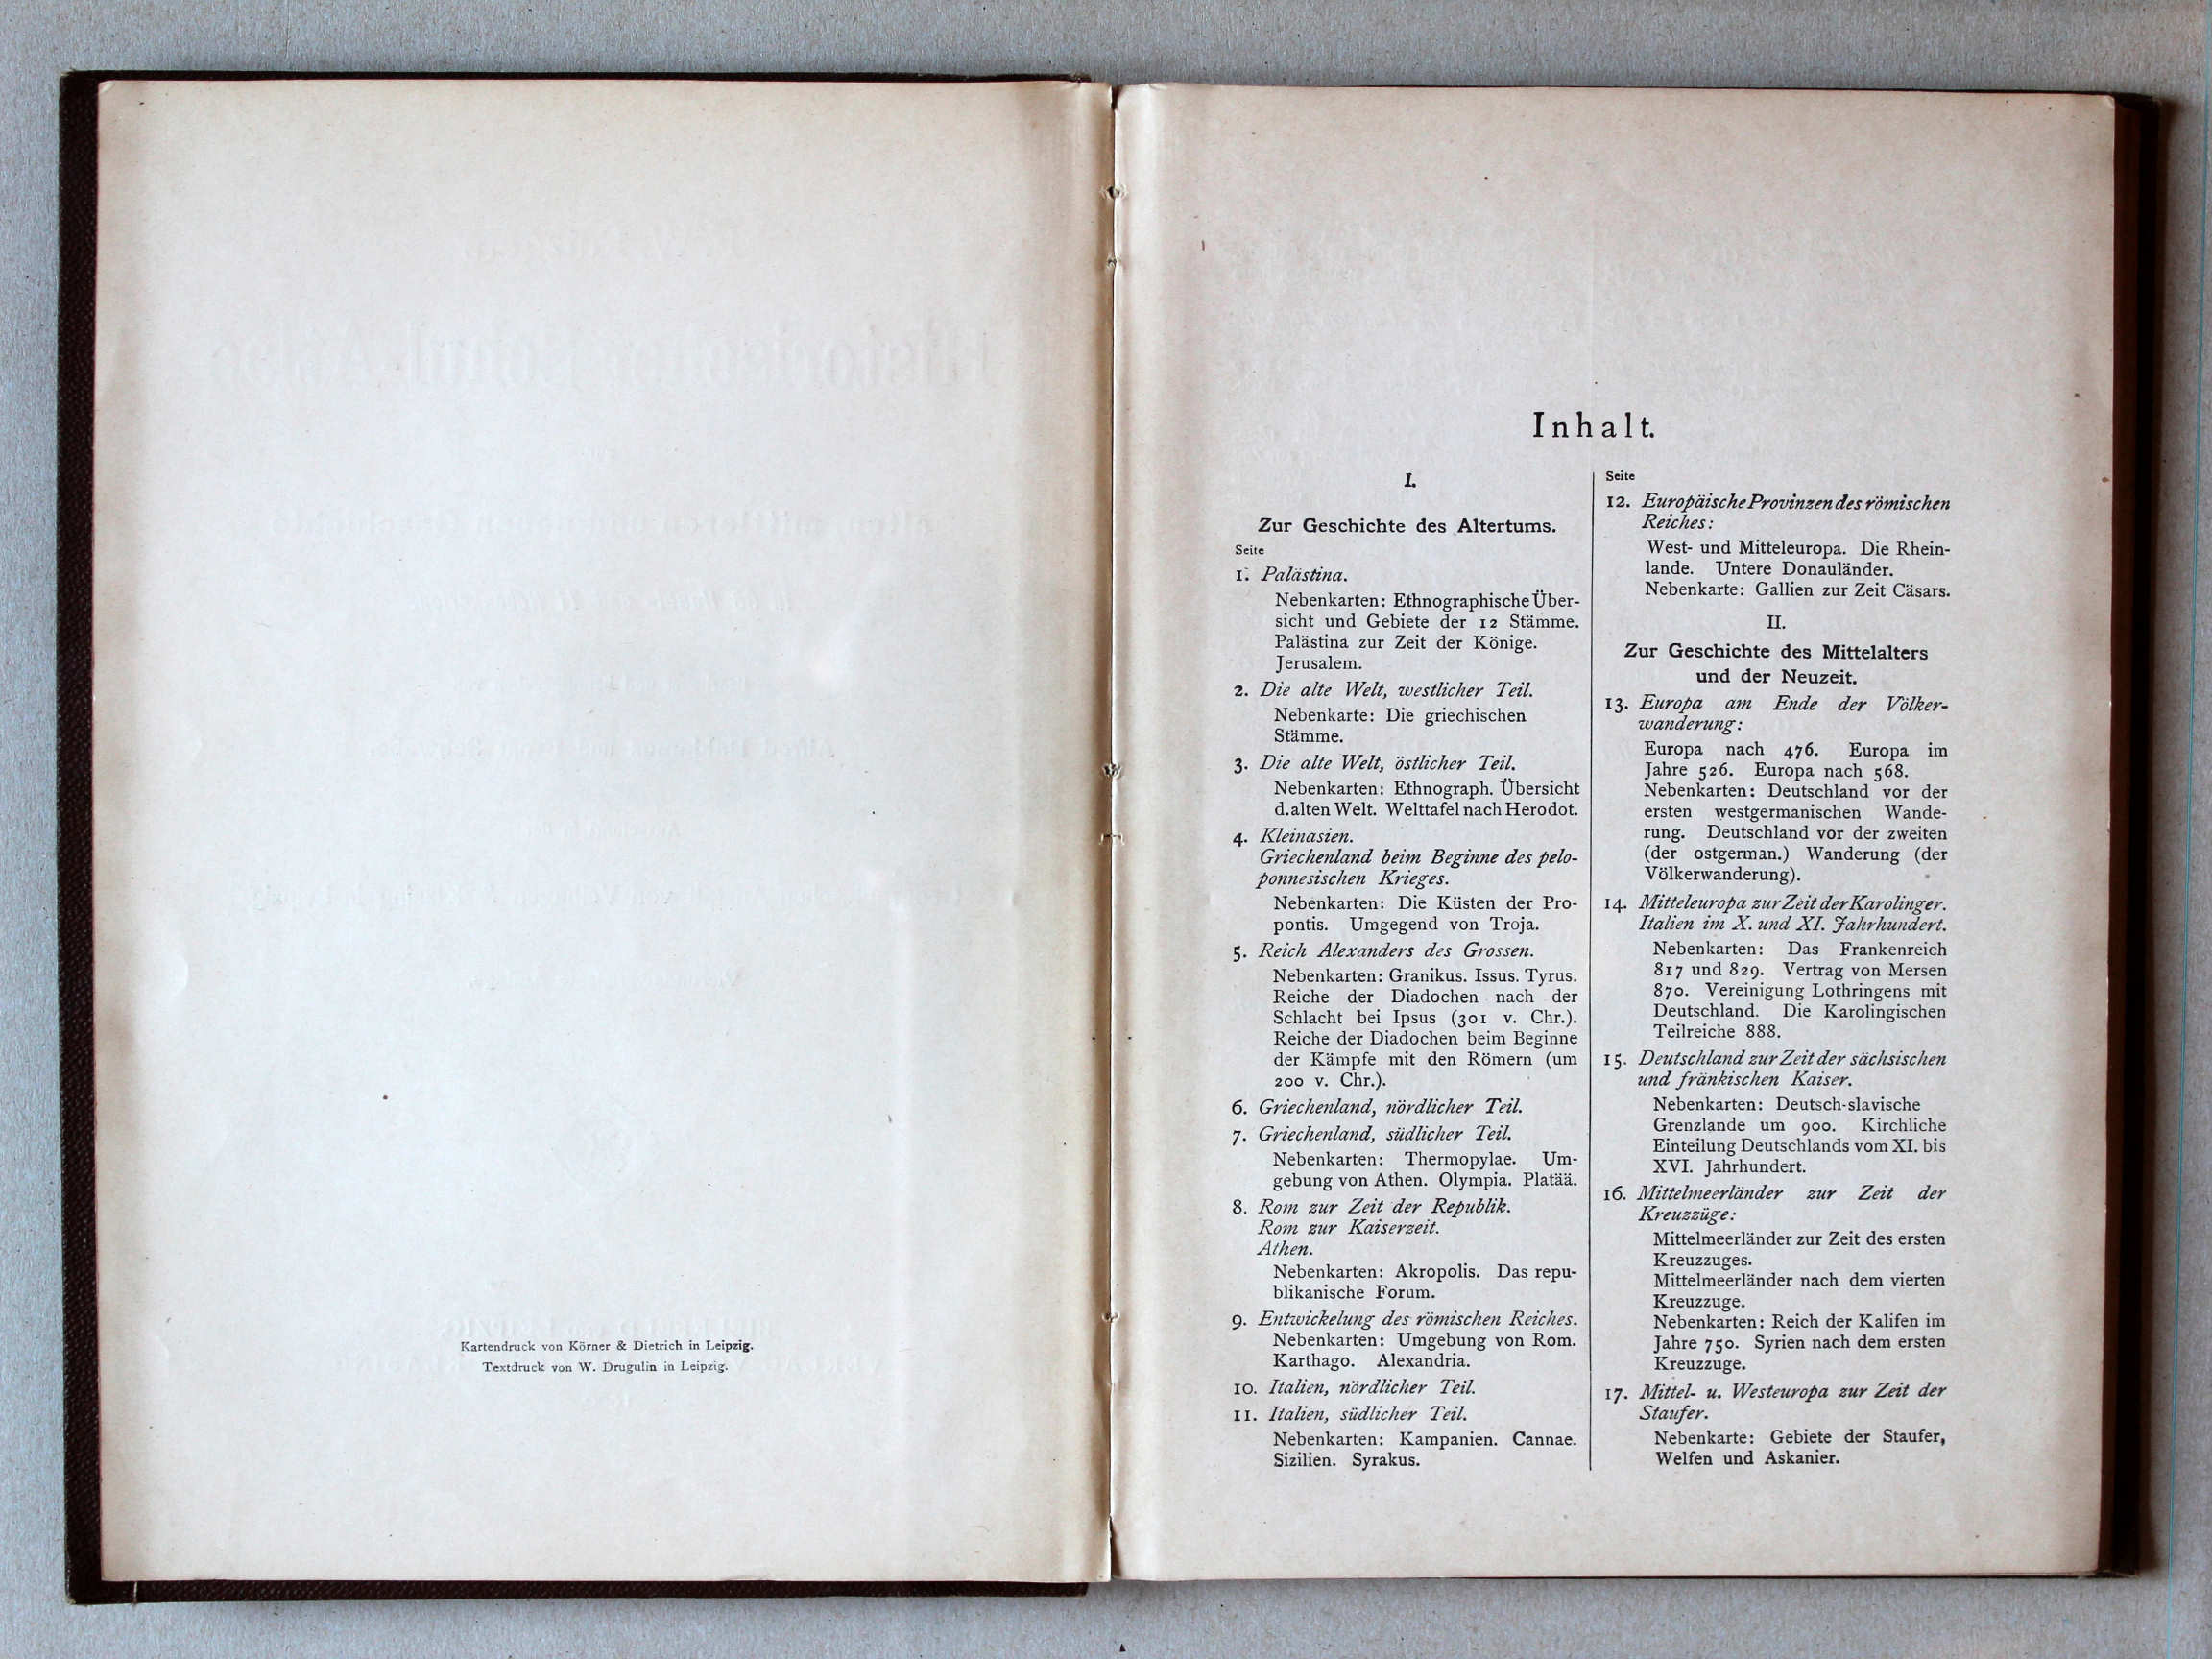 Kartendruck von Körner & Dietrich in Leipzig.
Textdruck von W. Drugulin in Leipzig.
Inhalt.
I.
Zur Geschichte des Altertums.
Seite
1. Palästina.
Nebenkarten: Ethnographische Über-
sicht und Gebiete der 12 Stämme.
Palästina zur Zeit der Könige.
Jerusalem.
2. Die alte Welt, westlicher Teil.
Nebenkarte: Die griechischen
Stämme.
3. Die alte Welt, östlicher Teil.
Nebenkarten: Ethnograph. Übersicht
d. alten Welt. Welttafel nach Herodot.
4. Kleinasien.
Griechenland beim Beginne des pelo-
ponnesischen Krieges.
Nebenkarten: Die Küsten der Pro-
pontis. Umgegend von Troja.
5. Reich Alexanders des Grossen.
Nebenkarten: Granikus. Issus. Tyrus.
Reiche der Diadochen nach der
Schlacht bei Ipsus (301 v. Chr.).
Reiche der Diadochen beim Beginne
der Kämpfe mit den Römern (um
200 v. Chr.).
6. Griechenland, nördlicher Teil.
7. Griechenland, südlicher Teil.
Nebenkarten: Thermopylae. Um-
gebung von Athen. Olympia. Platää.
8. Rom zur Zeit der Republik.
Rom zur Kaiserzeit.
Athen.
Nebenkarten: Akropolis. Das repu-
blikanische Forum.
9. Entwickelung des römischen Reiches.
Nebenkarten: Umgebung von Rom.
Karthago. Alexandria.
10. Italien, nördlicher Teil.
11. Italien, südlicher Teil.
Nebenkarten: Kampanien. Cannae.
Sizilien. Syrakus.
Seite
12. Europäische Provinzen des römischen
Reiches:
West- und Mitteleuropa. Die Rhein-
lande. Untere Donauländer.
Nebenkarte: Gallien zur Zeit Cäsars.
II.
Zur Geschichte des Mittelalters
und der Neuzeit.
13. Europa am Ende der Völker-
wanderung:
Europa nach 476. Europa im
Jahre 526. Europa nach 568.
Nebenkarten: Deutschland vor der
ersten westgermanischen Wande-
rung. Deutschland vor der zweiten
(der ostgerman.) Wanderung (der
Völkerwanderung).
14. Mitteleuropa zur Zeit der Karolinger.
Italien im X. und XI. Jahrhundert.
Nebenkarten: Das Frankenreich
817 und 829. Vertrag von Mersen
870. Vereinigung Lothringens mit
Deutschland. Die Karolingischen
Teilreiche 888.
15. Deutschland zur Zeit der sächsischen
und fränkischen Kaiser.
Nebenkarten: Deutsch-slavische
Grenzlande um 900. Kirchliche
Einteilung Deutschlands vom XI. bis
XVI. Jahrhundert.
16. Mittelmeerländer zur Zeit der
Kreuzzüge:
Mittelmeerländer zur Zeit des ersten
Kreuzzuges.
Mittelmeerländer nach dem vierten
Kreuzzuge.
Nebenkarten: Reich der Kalifen im
Jahre 750. Syrien nach dem ersten
Kreuzzuge.
17. Mittel- u. Westeuropa zur Zeit der
Staufer.
Nebenkarte: Gebiete der Staufer,
Welfen und Askanier.